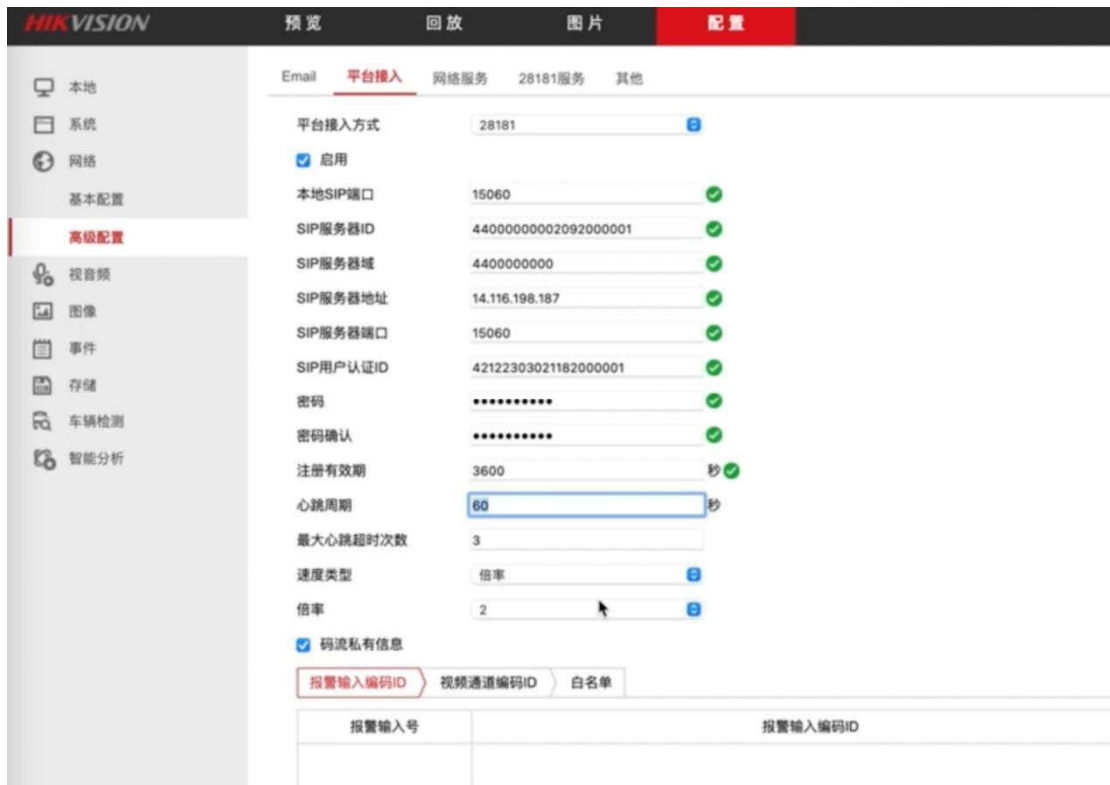 HIKVISION 预览 回放 图片 配置
本地
系统
网络
基本配置
高级配置
视音频
图像
事件
存储
车辆检测
智能分析
Email 平台接入 网络服务 28181服务 其他
平台接入方式 28181
启用
本地SIP端口 15060
SIP服务器ID 44000000002092000001
SIP服务器域 4400000000
SIP服务器地址 14.116.198.187
SIP服务器端口 15060
SIP用户认证ID 42122303021182000001
密码 ••••••••••
密码确认 ••••••••••
注册有效期 3600 秒
心跳周期 60 秒
最大心跳超时次数 3
速度类型 倍率
倍率 2
码流私有信息
报警输入编码ID 视频通道编码ID 白名单
报警输入号 报警输入编码ID